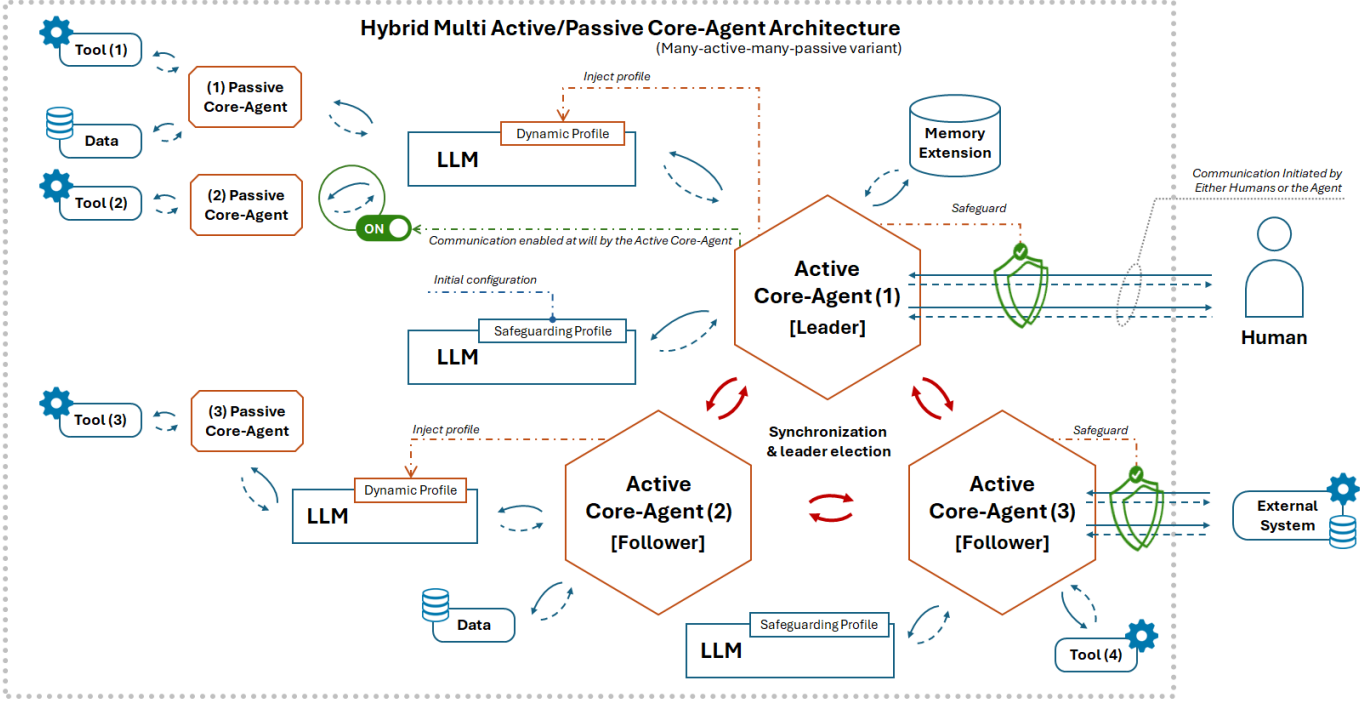 Hybrid Multi Active/Passive Core-Agent Architecture
(Many-active-many-passive variant)
Tool (1)
(1) Passive
Core-Agent
Data
Inject profile
Dynamic Profile
LLM
Memory
Extension
Communication Initiated by
Either Humans or the Agent
Tool (2)
(2) Passive
Core-Agent
ON
Communication enabled at will by the Active Core-Agent
Safeguard
Active
Core-Agent (1)
[Leader]
Human
Initial configuration
Safeguarding Profile
LLM
Tool (3)
(3) Passive
Core-Agent
Inject profile
Dynamic Profile
LLM
Synchronization
& leader election
Active
Core-Agent (2)
[Follower]
Active
Core-Agent (3)
[Follower]
Safeguard
External
System
Data
Safeguarding Profile
LLM
Tool (4)